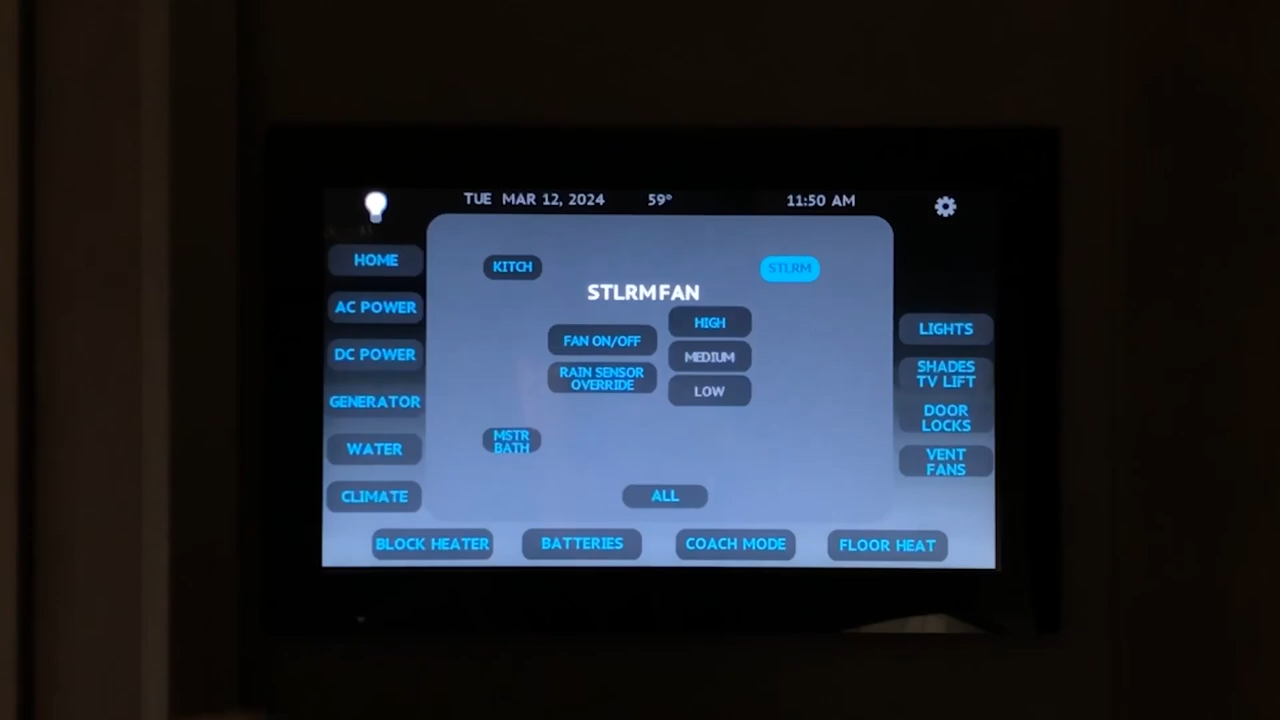 TUE MAR 12, 2024 59° 11:50 AM
HOME
AC POWER
DC POWER
GENERATOR
WATER
CLIMATE
KITCH
STLRM
STLRM FAN
FAN ON/OFF
RAIN SENSOR
OVERRIDE
HIGH
MEDIUM
LOW
MSTR
BATH
ALL
LIGHTS
SHADES
TV LIFT
DOOR
LOCKS
VENT
FANS
BLOCK HEATER
BATTERIES
COACH MODE
FLOOR HEAT